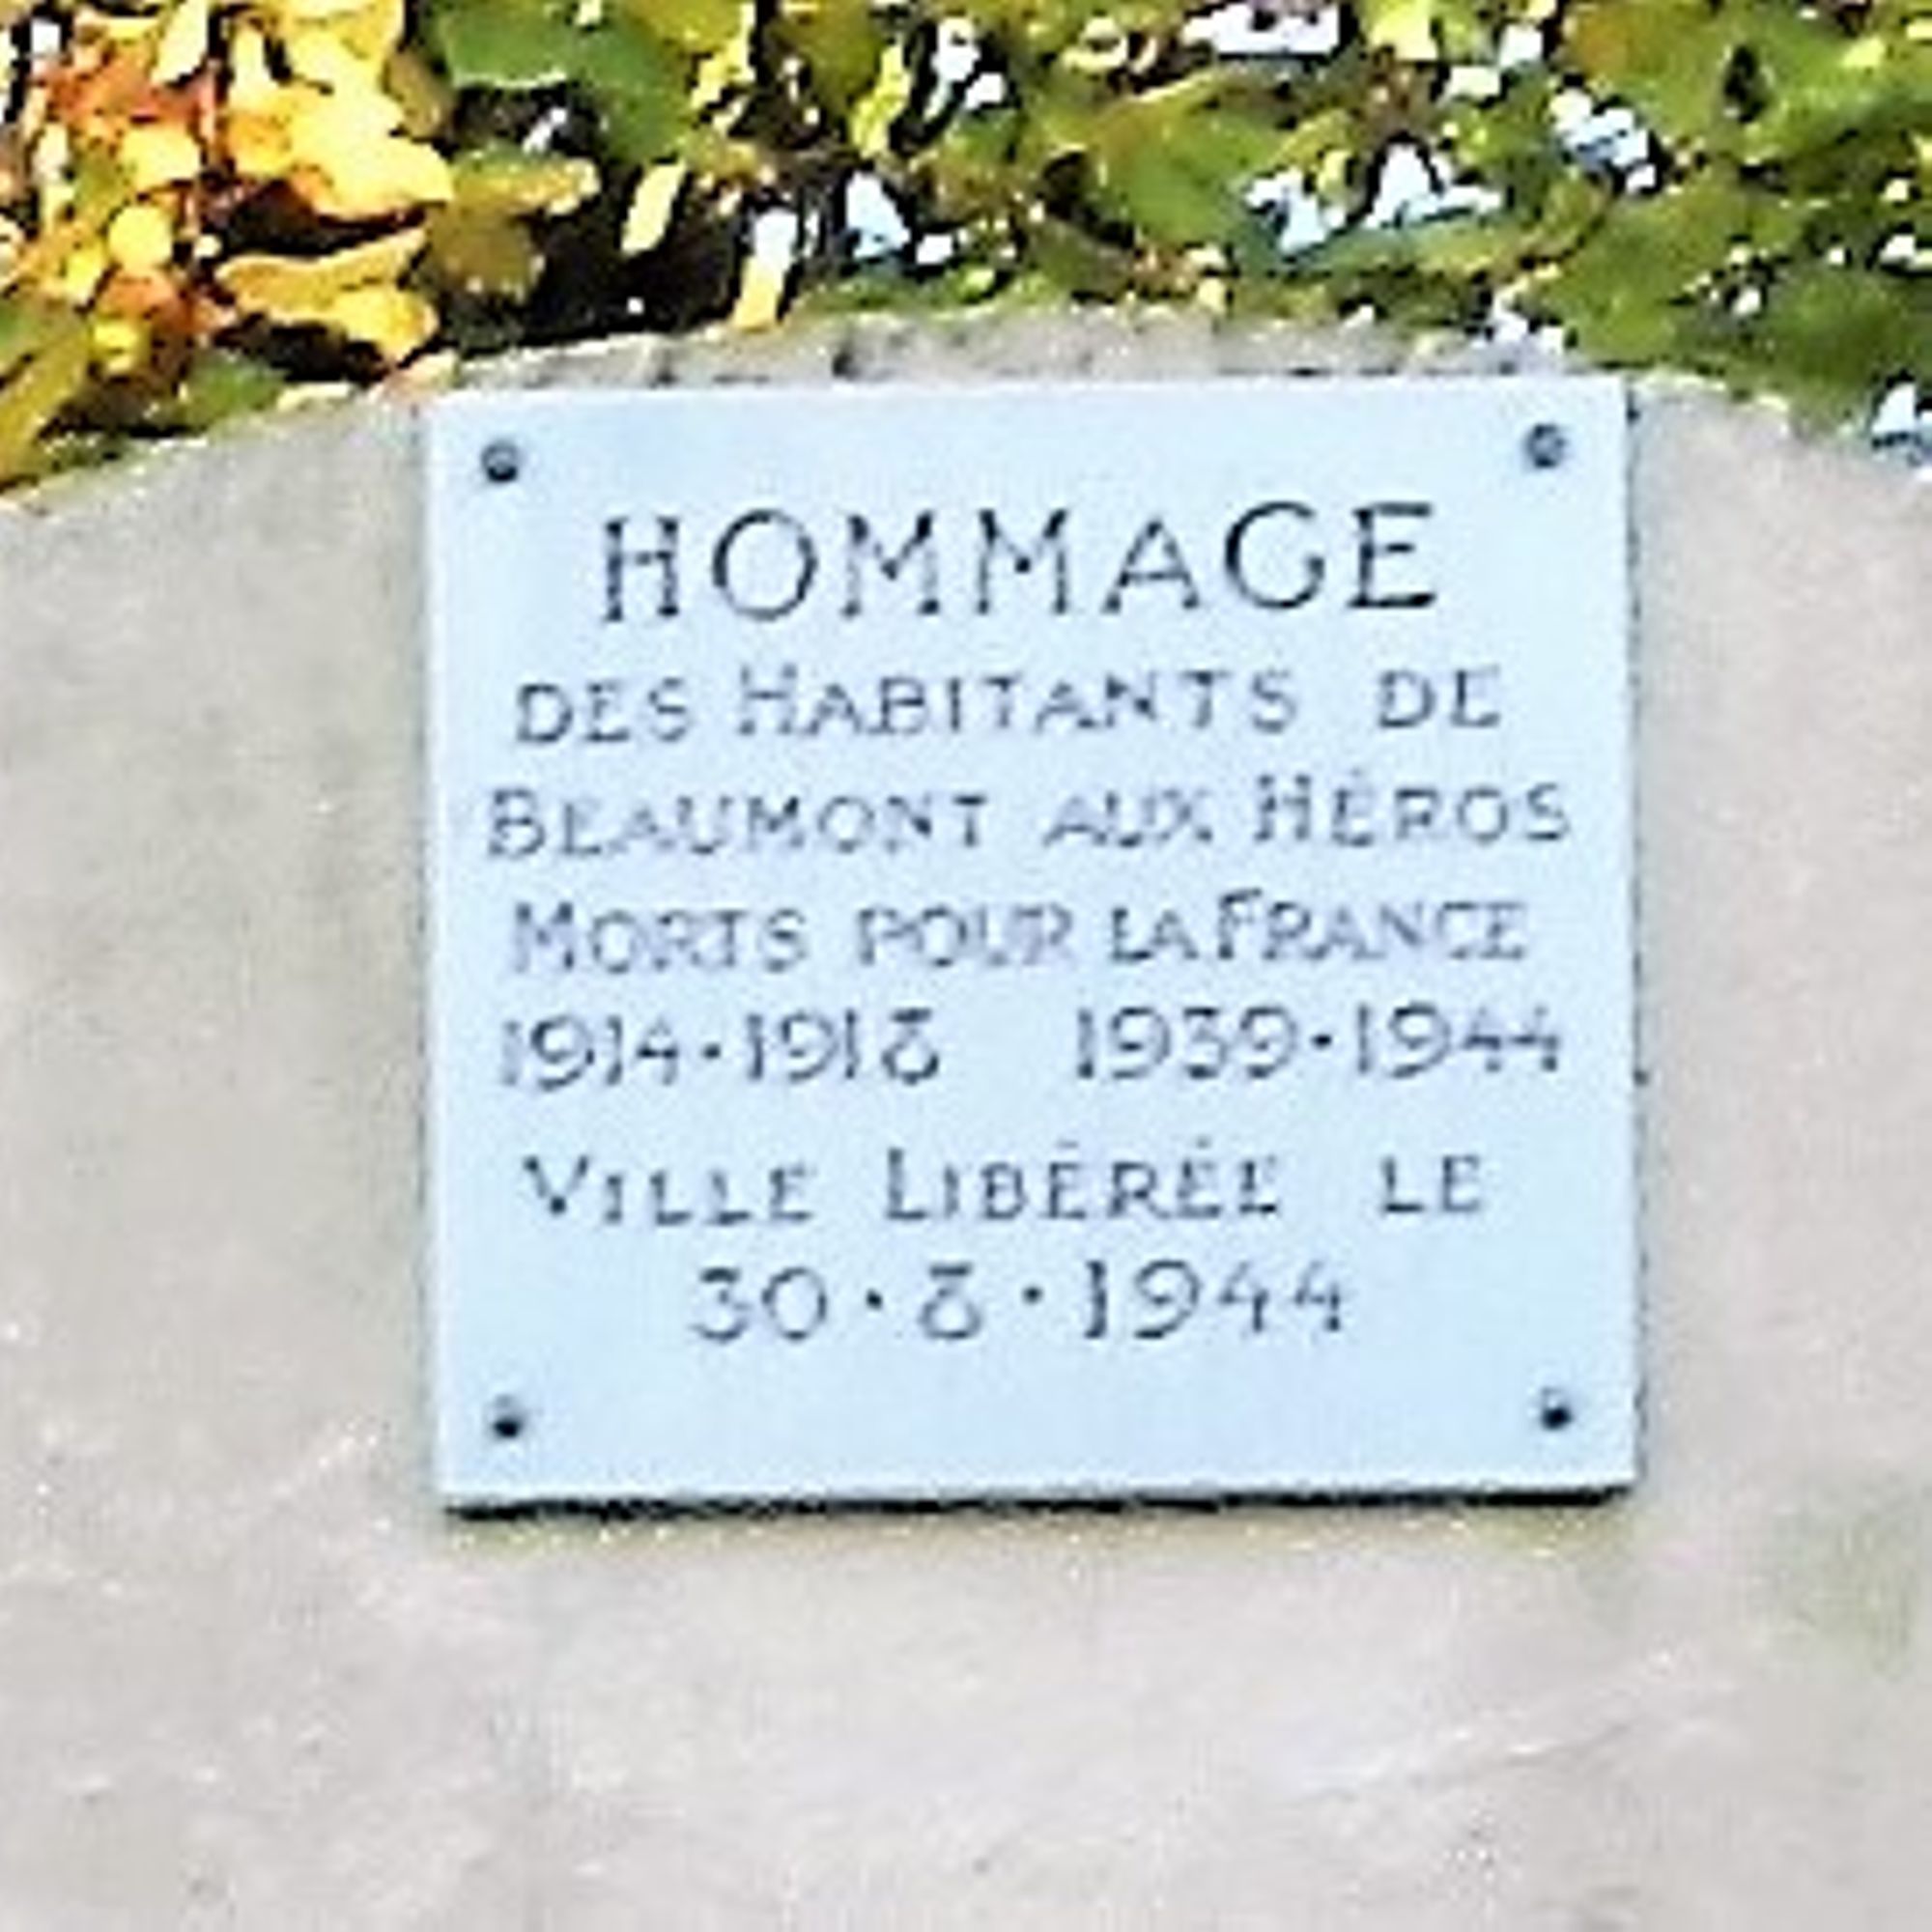 HOMMAGE
DES HABITANTS DE
BEAUMONT AUX HÉROS
MORTS POUR LA FRANCE
1914·1918 1939·1944
VILLE LIBÉRÉE LE
30·8·1944